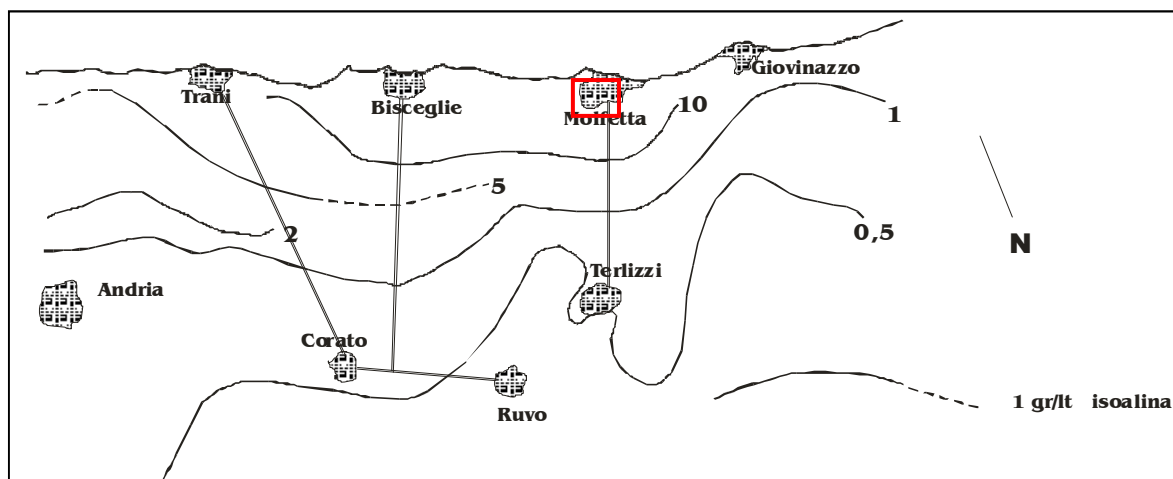 Giovinazzo
Trani
Bisceglie
Molfetta
10
1
5
2
0,5
N
Terlizzi
Andria
Corato
Ruvo
1 gr/lt isoalina